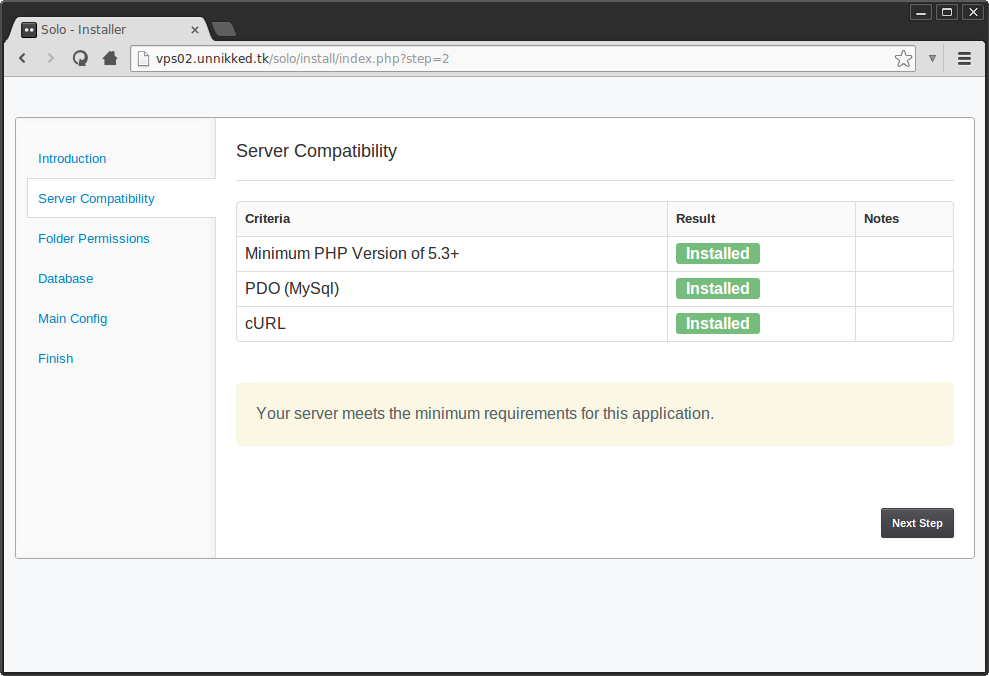 Solo - Installer
vps02.unnikked.tk/solo/install/index.php?step=2
Introduction
Server Compatibility
Folder Permissions
Database
Main Config
Finish
Server Compatibility
Criteria Result Notes
Minimum PHP Version of 5.3+ Installed
PDO (MySql) Installed
cURL Installed
Your server meets the minimum requirements for this application.
Next Step